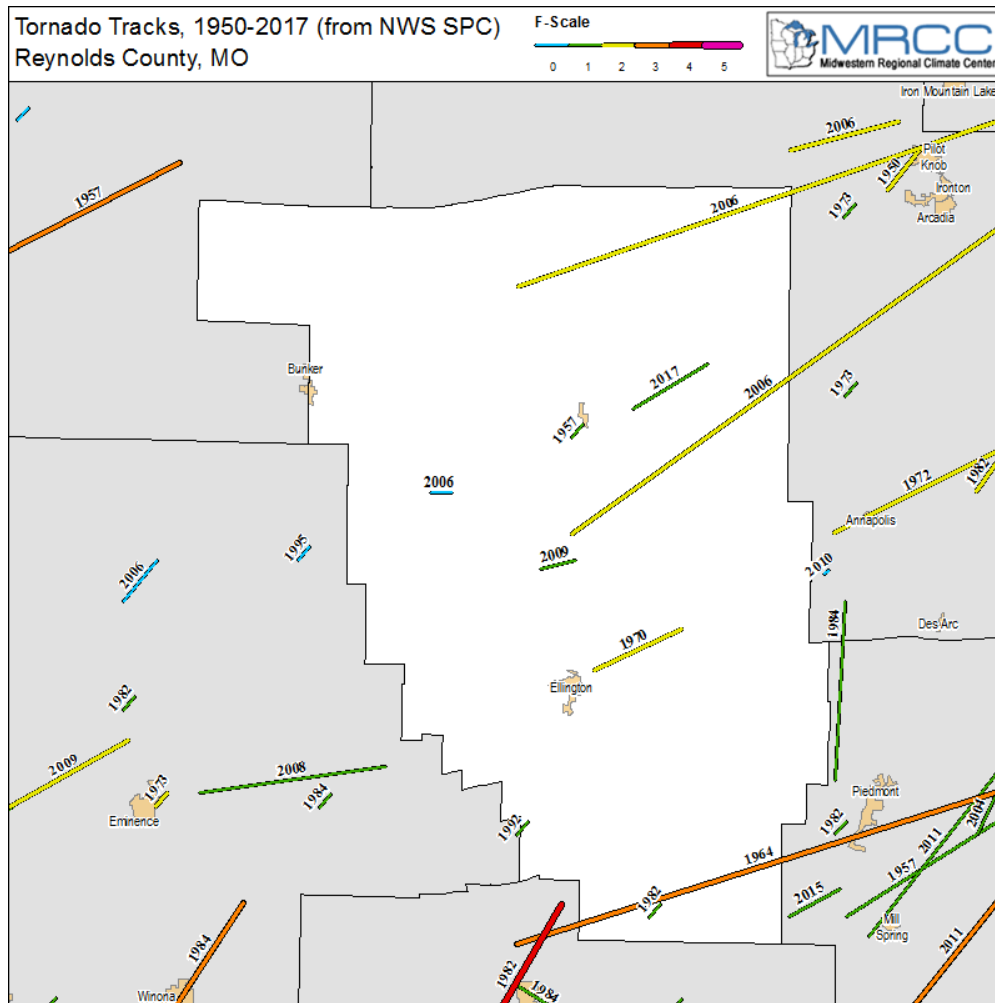 Tornado Tracks, 1950-2017 (from NWS SPC)
Reynolds County, MO
F-Scale
0 1 2 3 4 5
MRCC
Midwestern Regional Climate Center
Iron Mountain Lake
2006
Pilot
Knob
1950
1957
Ironton
2006
1973
Arcadia
Bunker
2017
2006
1973
1957
2006
1972
1982
Annapolis
1995
2009
2010
2006
1984
Des Arc
1970
Ellington
1982
2009
2008
1973
1984
Piedmont
Eminence
1992
1982
2004
2011
1964
1957
1982
2015
Mill
Spring
1984
1982
2011
1984
Winona